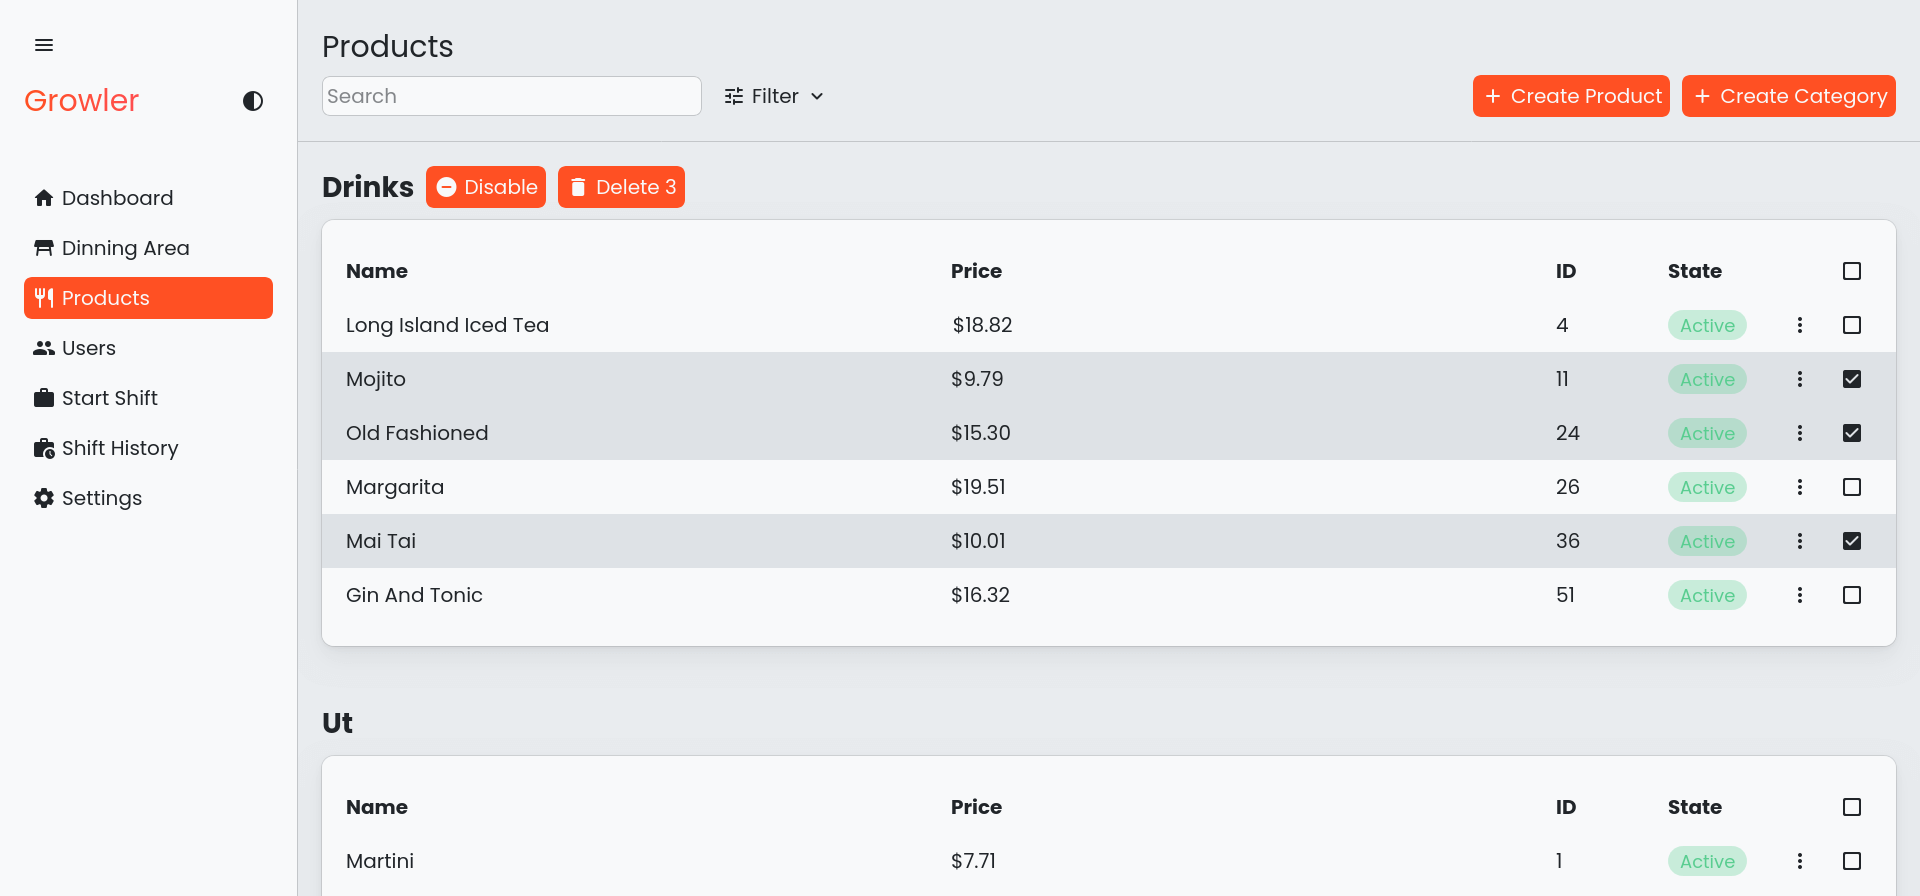 Growler
Dashboard
Dinning Area
Products
Users
Start Shift
Shift History
Settings
Products
Search
Filter
Create Product
Create Category
Drinks Disable Delete 3
Name Price ID State
Long Island Iced Tea $18.82 4 Active
Mojito $9.79 11 Active
Old Fashioned $15.30 24 Active
Margarita $19.51 26 Active
Mai Tai $10.01 36 Active
Gin And Tonic $16.32 51 Active
Ut
Name Price ID State
Martini $7.71 1 Active